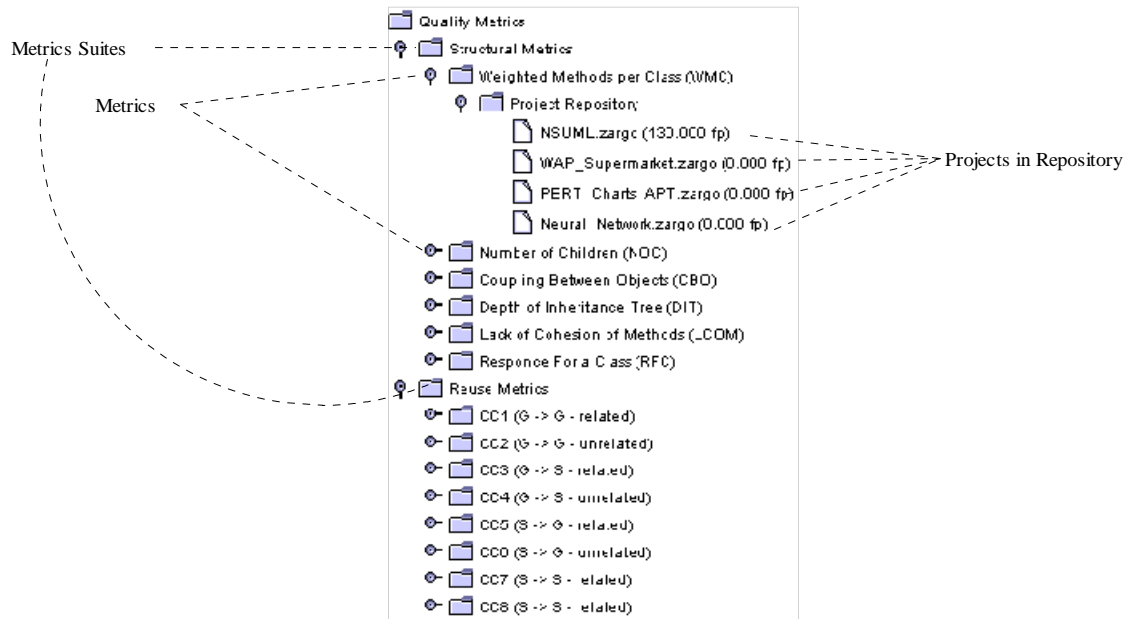 Quality Metrics
Metrics Suites
Structural Metrics
Weighted Methods per Class (WMC)
Metrics
Project Repository
NSUML.zargo (130.000 fp)
WAP_Supermarket.zargo (0.000 fp)
Projects in Repository
PERT_Charts_APT.zargo (0.000 fp)
Neural_Network.zargo (0.000 fp)
Number of Children (NOC)
Coupling Between Objects (CBO)
Depth of Inheritance Tree (DIT)
Lack of Cohesion of Methods (LCOM)
Responce For a Class (RFC)
Reuse Metrics
CC1 (G -> G - related)
CC2 (G -> G - unrelated)
CC3 (G -> S - related)
CC4 (G -> S - unrelated)
CC5 (S -> G - related)
CC6 (S -> G - unrelated)
CC7 (S -> S - related)
CC8 (S -> S - related)